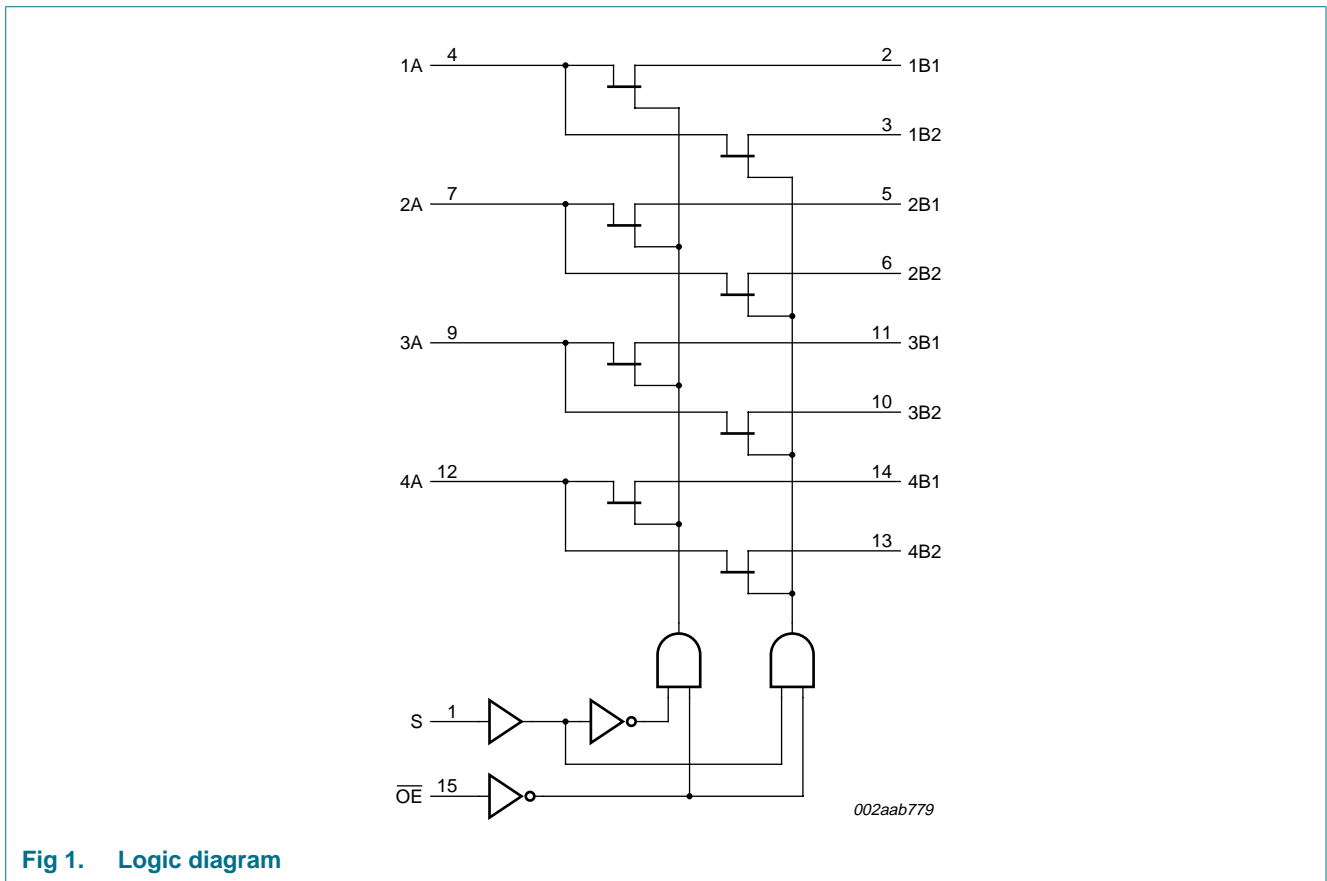 1A 4 2 1B1
3 1B2
2A 7 5 2B1
6 2B2
3A 9 11 3B1
10 3B2
4A 12 14 4B1
13 4B2
S 1
O̅E̅ 15
002aab779
Fig 1. Logic diagram